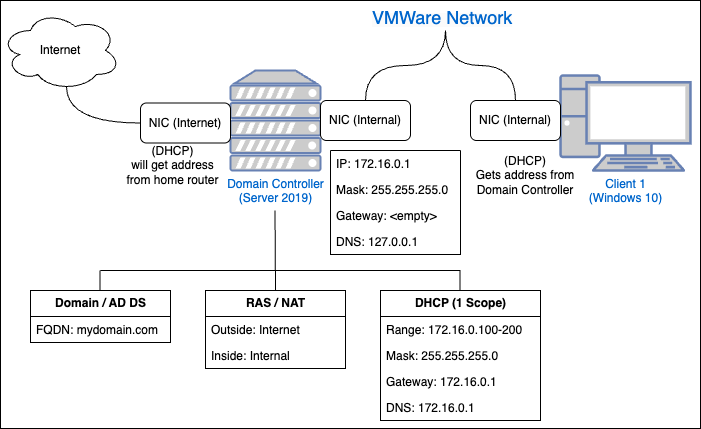 VMWare Network
Internet
NIC (Internet)
NIC (Internal)
NIC (Internal)
(DHCP)
will get address
from home router
Domain Controller
(Server 2019)
IP: 172.16.0.1
Mask: 255.255.255.0
Gateway: <empty>
DNS: 127.0.0.1
(DHCP)
Gets address from
Domain Controller
Client 1
(Windows 10)
Domain / AD DS
FQDN: mydomain.com
RAS / NAT
Outside: Internet
Inside: Internal
DHCP (1 Scope)
Range: 172.16.0.100-200
Mask: 255.255.255.0
Gateway: 172.16.0.1
DNS: 172.16.0.1